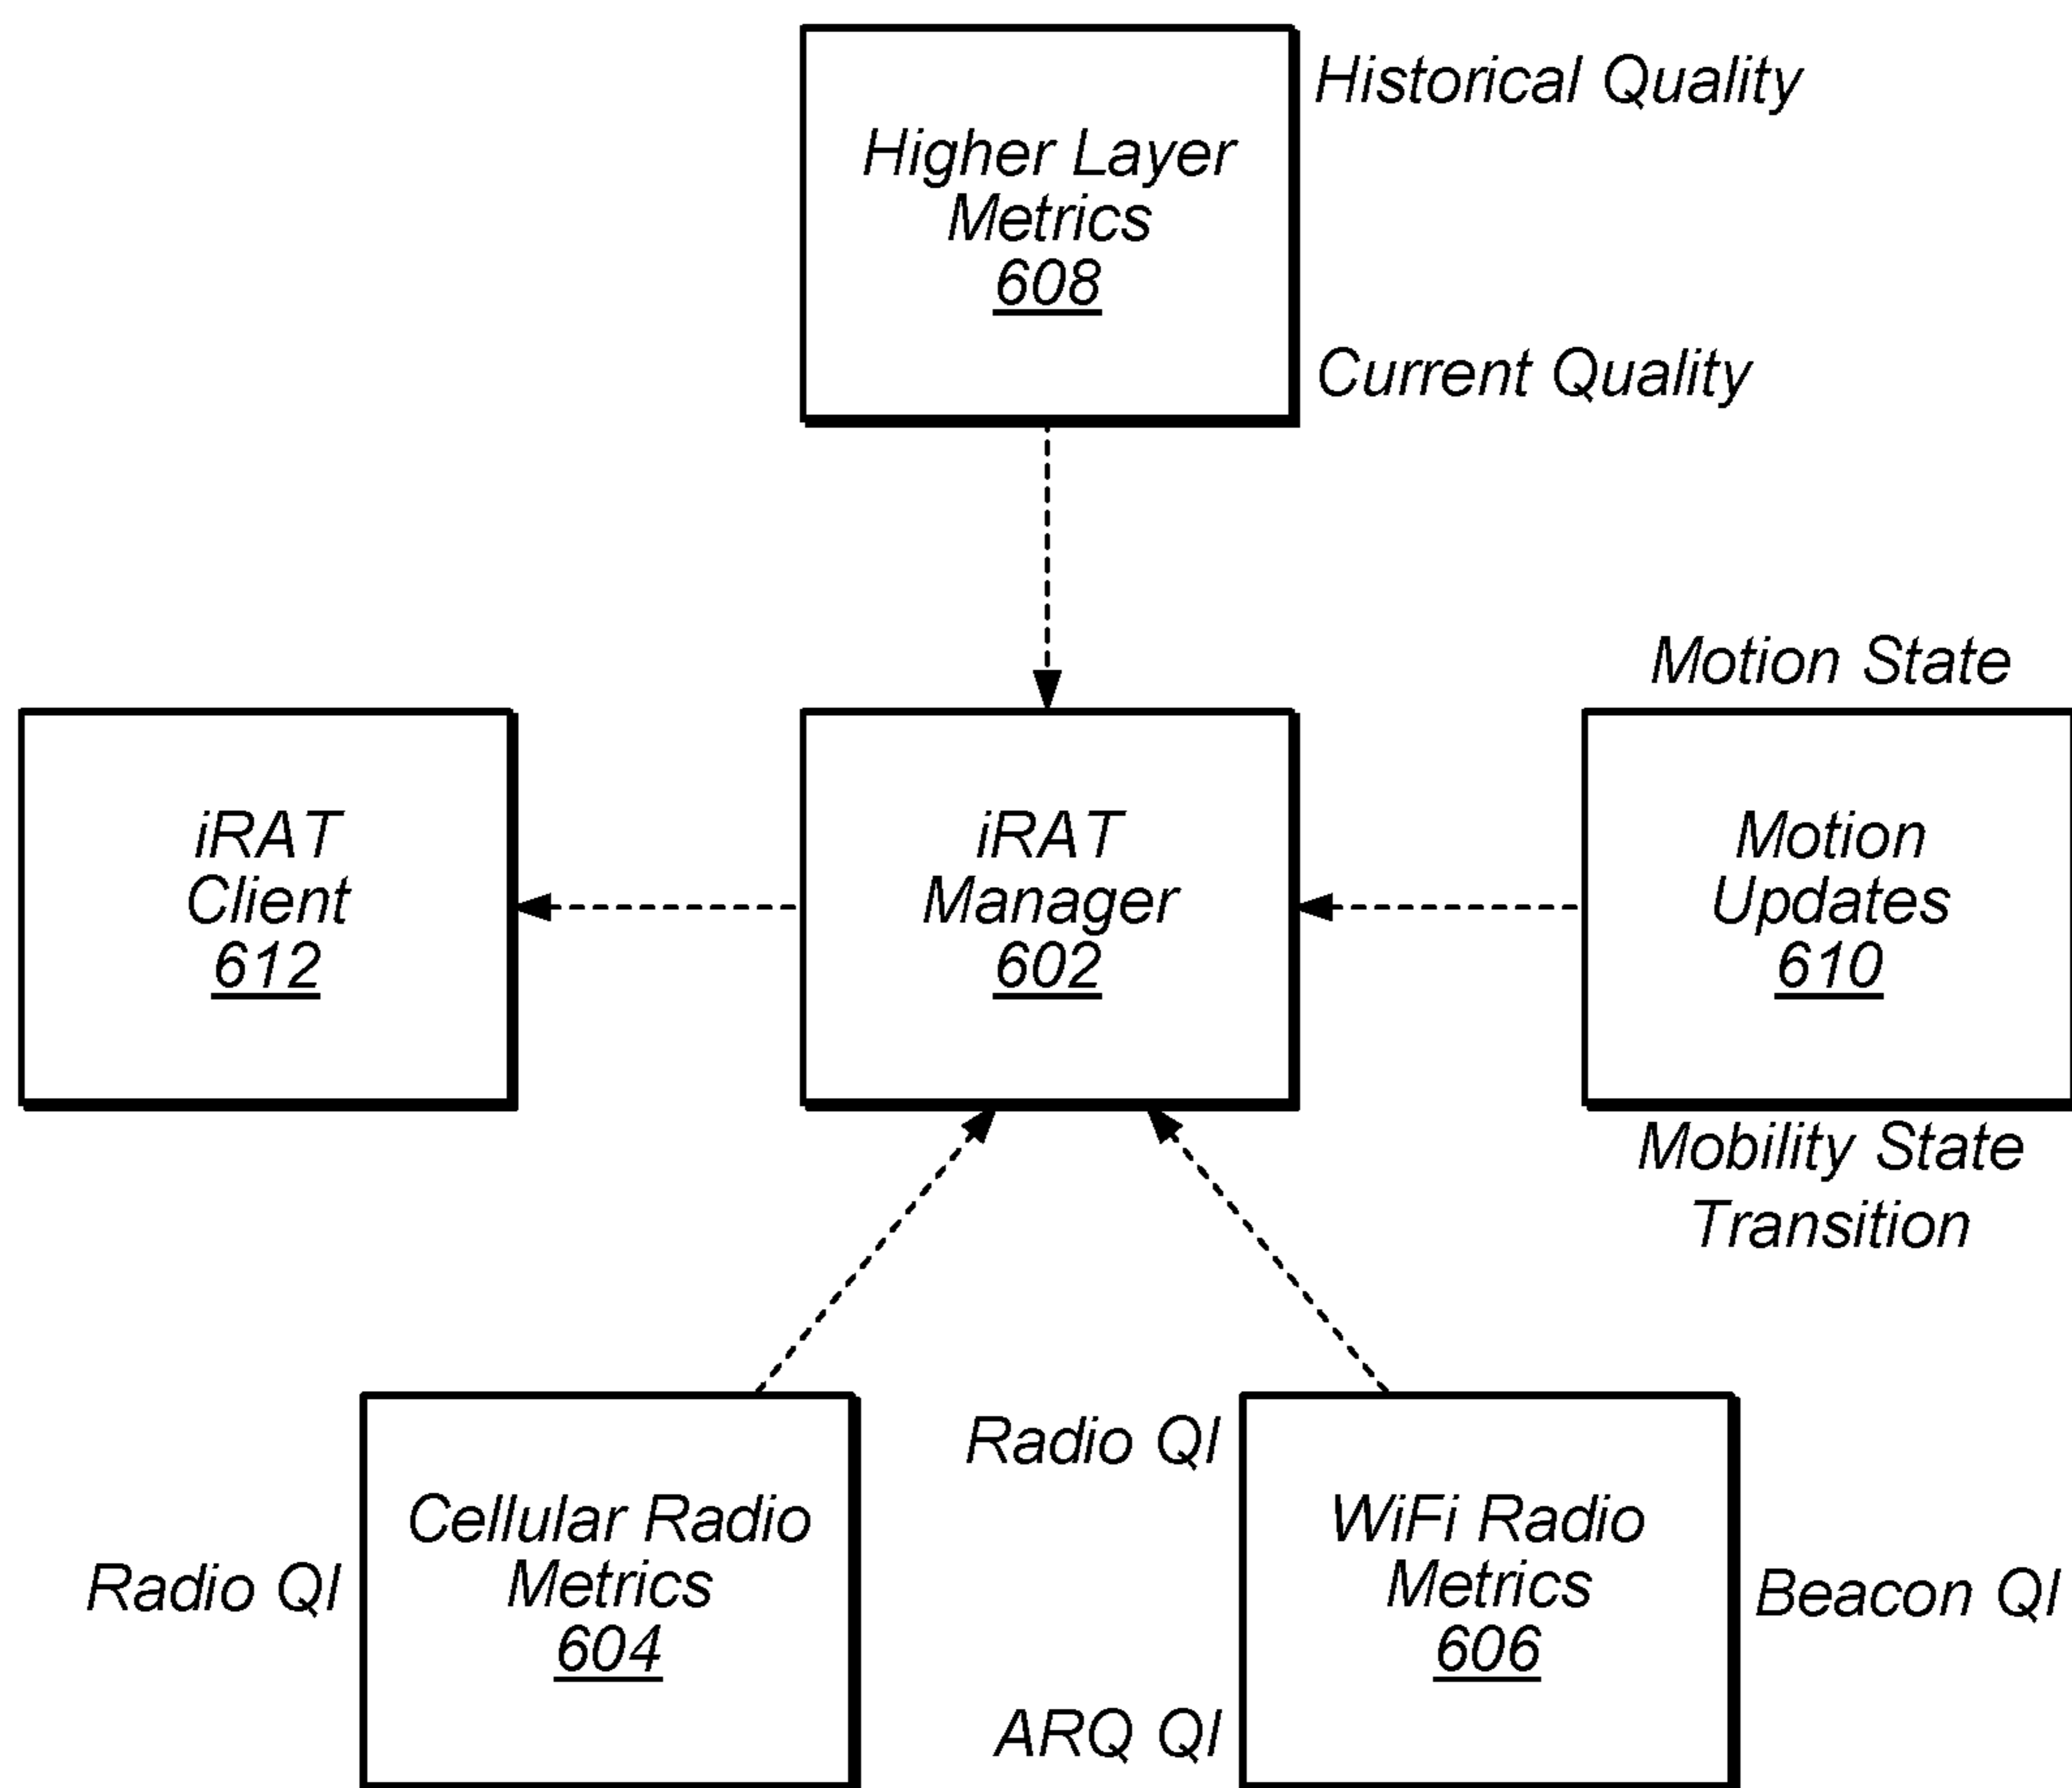 Historical Quality
Higher Layer
Metrics
608
Current Quality
Motion State
iRAT
Client
612
iRAT
Manager
602
Motion
Updates
610
Mobility State
Transition
Radio QI
Cellular Radio
Metrics
604
Radio QI
WiFi Radio
Metrics
606
Beacon QI
ARQ QI